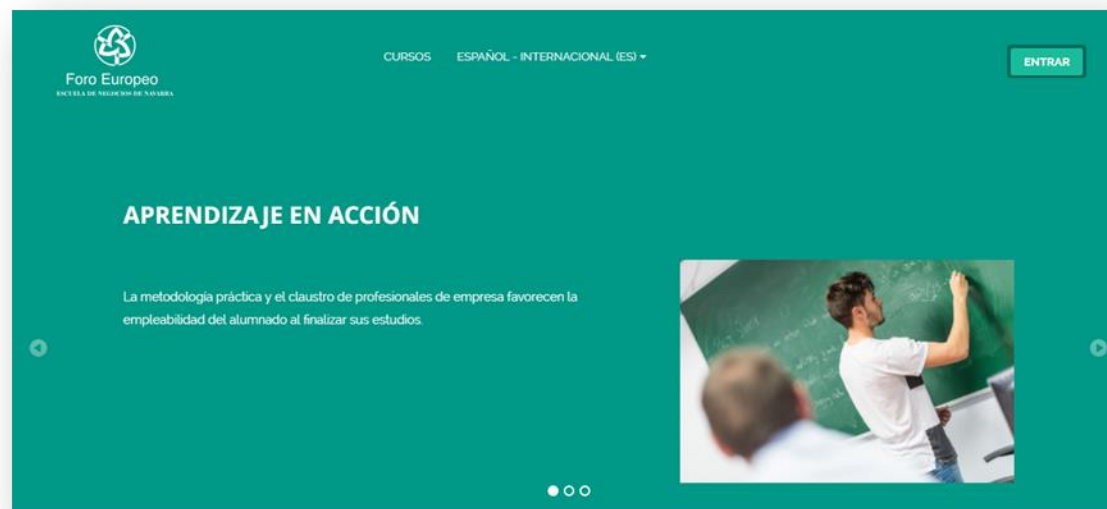 Foro Europeo
ESCUELA DE NEGOCIOS DE NAVARRA
CURSOS
ESPAÑOL - INTERNACIONAL (ES)
ENTRAR
APRENDIZAJE EN ACCIÓN
La metodología práctica y el claustro de profesionales de empresa favorecen la
empleabilidad del alumnado al finalizar sus estudios.